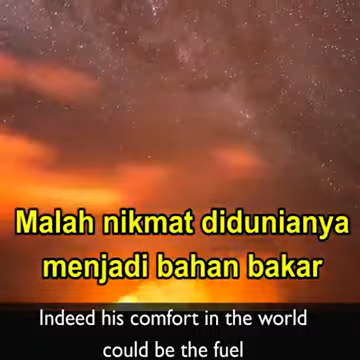 Malah nikmat didunianya
menjadi bahan bakar
Indeed his comfort in the world
could be the fuel